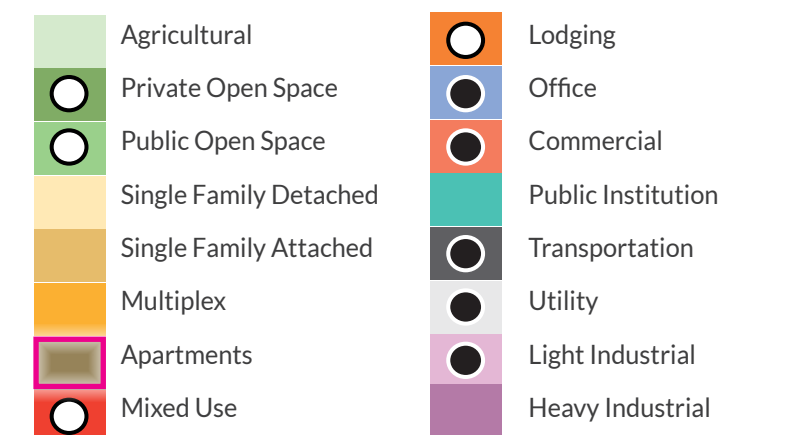 Agricultural
Private Open Space
Public Open Space
Single Family Detached
Single Family Attached
Multiplex
Apartments
Mixed Use
Lodging
Office
Commercial
Public Institution
Transportation
Utility
Light Industrial
Heavy Industrial